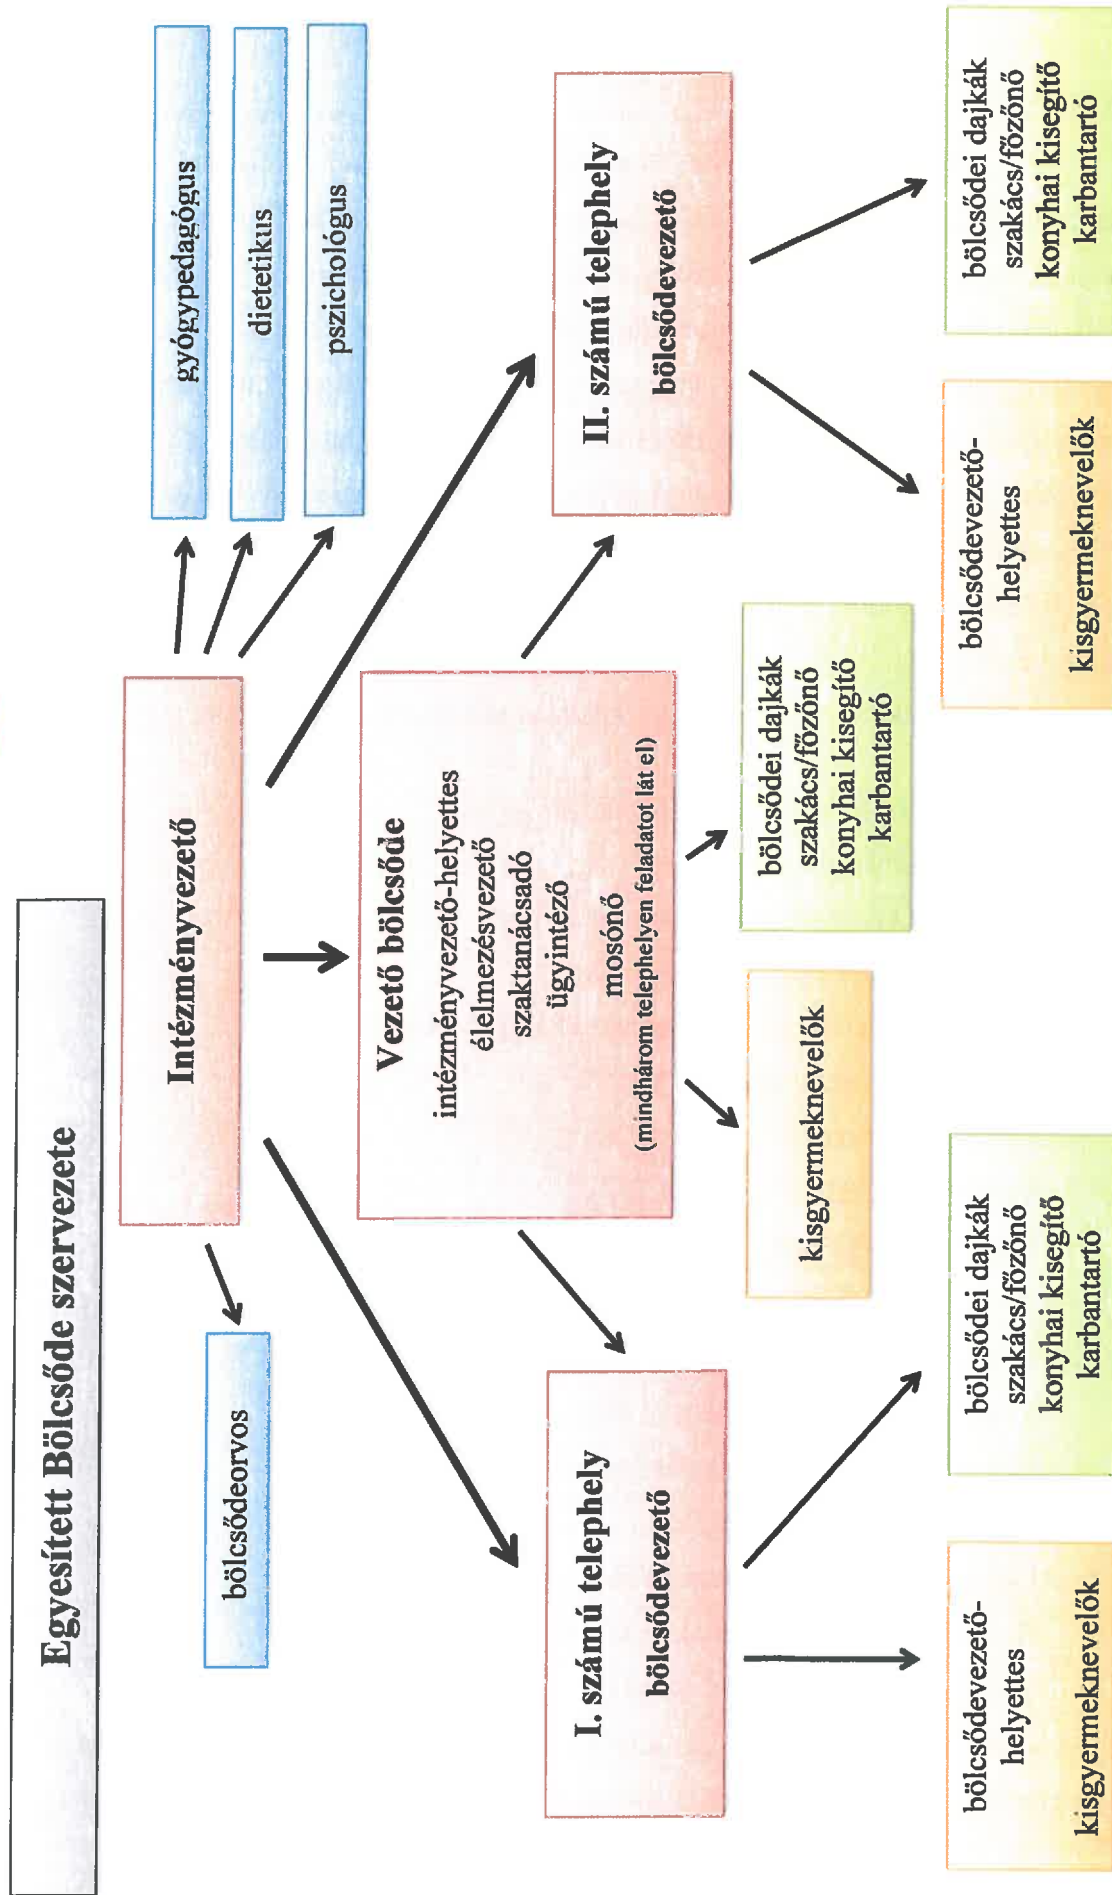 Egyesített Bölcsőde szervezete
Intézményvezető
bölcsődeorvos
gyógypedagógus
dietetikus
pszichológus
Vezető bölcsőde
intézményvezető-helyettes
élelmezésvezető
szaktanácsadó
ügyintéző
mosónő
(mindhárom telephelyen feladatot lát el)
I. számú telephely
bölcsődevezető
II. számú telephely
bölcsődevezető
kisgyermeknevelők
bölcsődei dajkák
szakács/főzőnő
konyhai kisegítő
karbantartó
bölcsődevezető-
helyettes
kisgyermeknevelők
bölcsődei dajkák
szakács/főzőnő
konyhai kisegítő
karbantartó
bölcsődevezető-
helyettes
kisgyermeknevelők
bölcsődei dajkák
szakács/főzőnő
konyhai kisegítő
karbantartó